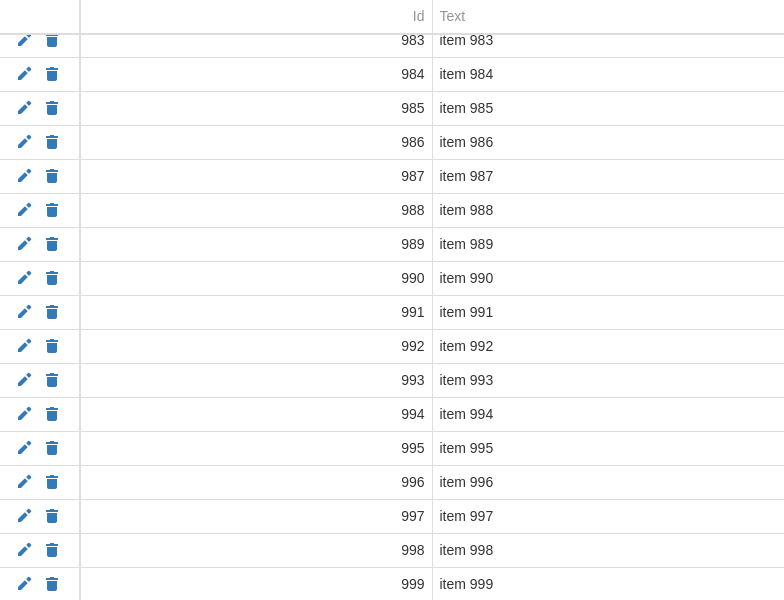 Id Text
983 item 983
984 item 984
985 item 985
986 item 986
987 item 987
988 item 988
989 item 989
990 item 990
991 item 991
992 item 992
993 item 993
994 item 994
995 item 995
996 item 996
997 item 997
998 item 998
999 item 999